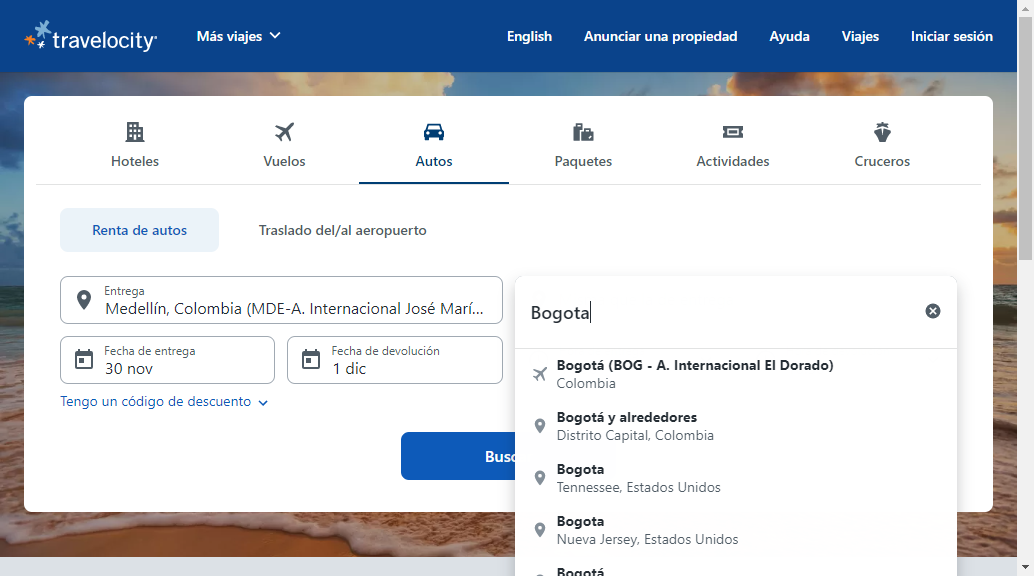 travelocity
Más viajes
English
Anunciar una propiedad
Ayuda
Viajes
Iniciar sesión
Hoteles
Vuelos
Autos
Paquetes
Actividades
Cruceros
Renta de autos
Traslado del/al aeropuerto
Entrega
Medellín, Colombia (MDE-A. Internacional José Marí...
Bogota
Fecha de entrega
30 nov
Fecha de devolución
1 dic
Tengo un código de descuento
Busc
Bogotá (BOG - A. Internacional El Dorado)
Colombia
Bogotá y alrededores
Distrito Capital, Colombia
Bogota
Tennessee, Estados Unidos
Bogota
Nueva Jersey, Estados Unidos
Bogotá